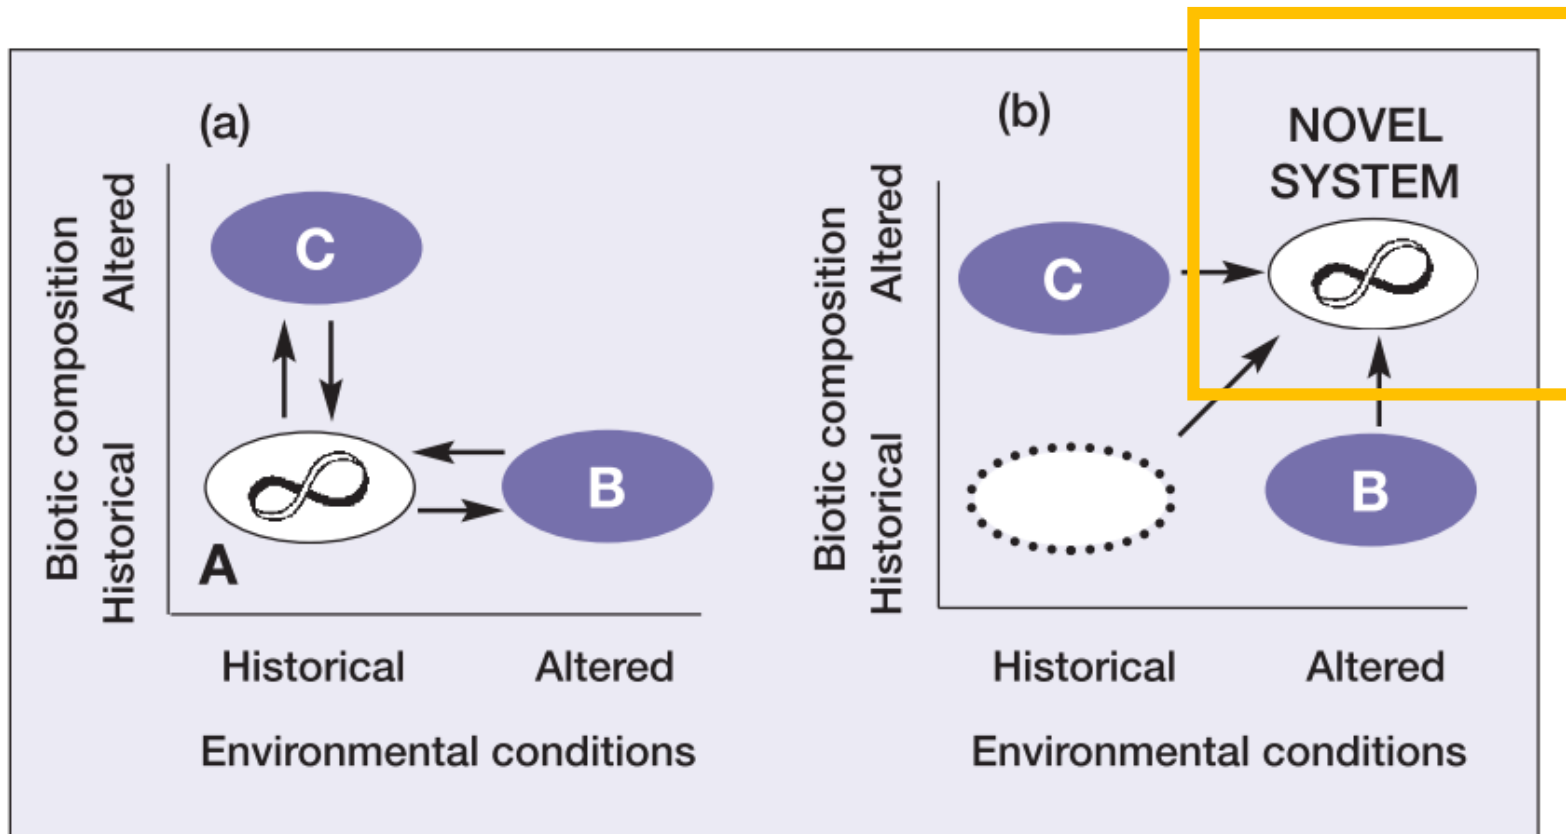 (a)
Biotic composition
Altered
Historical
C
A
B
Historical
Altered
Environmental conditions
(b)
NOVEL
SYSTEM
Biotic composition
Altered
Historical
C
B
Historical
Altered
Environmental conditions